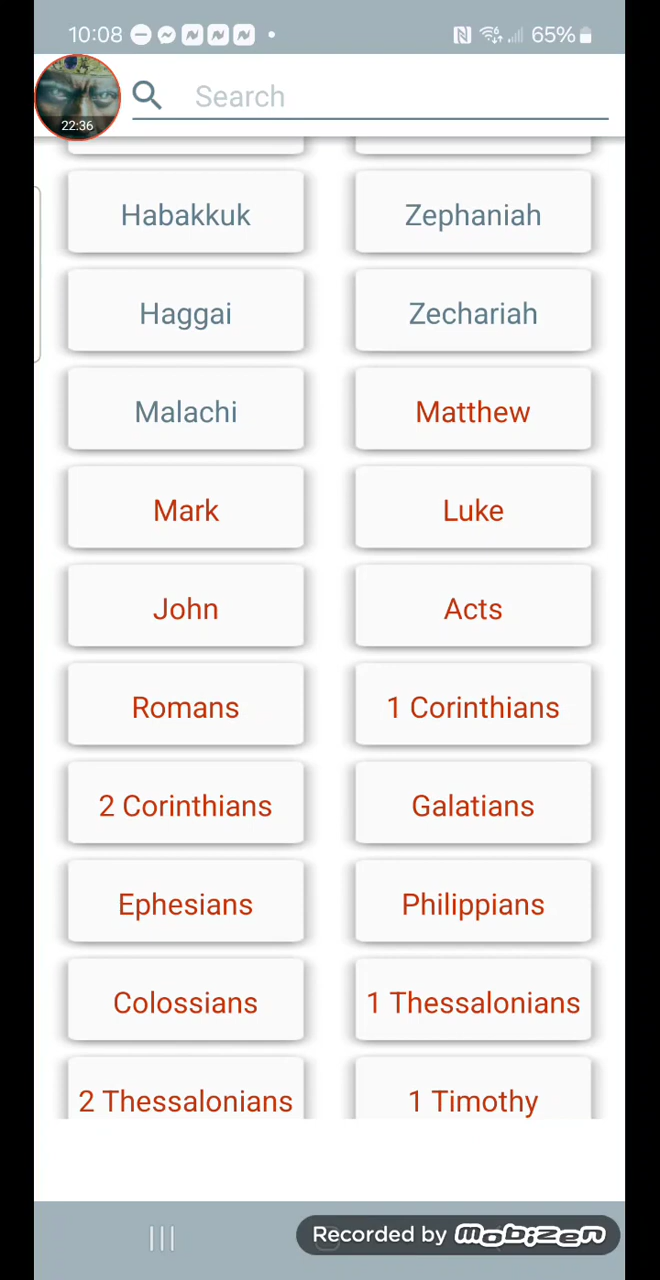 10:08 65%
22:36
Search
Habakkuk Zephaniah
Haggai Zechariah
Malachi Matthew
Mark Luke
John Acts
Romans 1 Corinthians
2 Corinthians Galatians
Ephesians Philippians
Colossians 1 Thessalonians
2 Thessalonians 1 Timothy
Recorded by mobizen